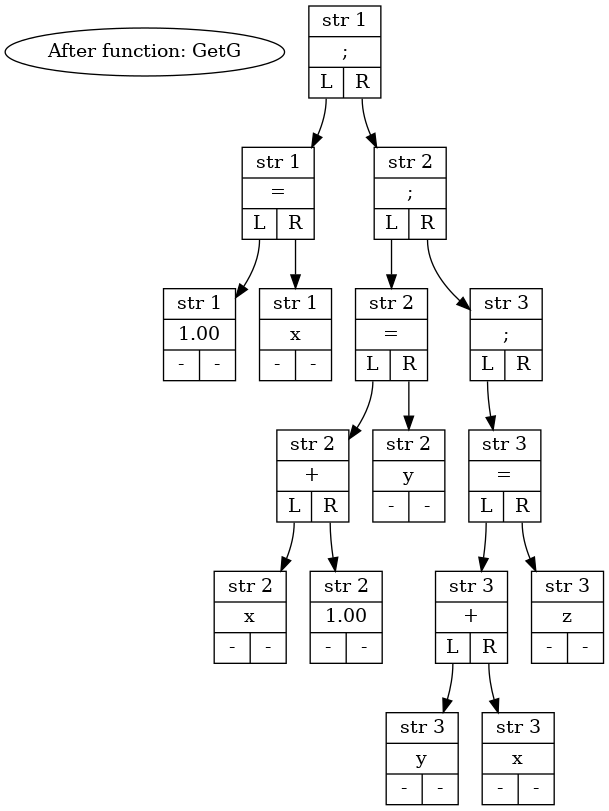 After function: GetG
str 1
;
L R
str 1
=
L R
str 2
;
L R
str 1
1.00
- -
str 1
x
- -
str 2
=
L R
str 3
;
L R
str 2
+
L R
str 2
y
- -
str 3
=
L R
str 2
x
- -
str 2
1.00
- -
str 3
+
L R
str 3
z
- -
str 3
y
- -
str 3
x
- -